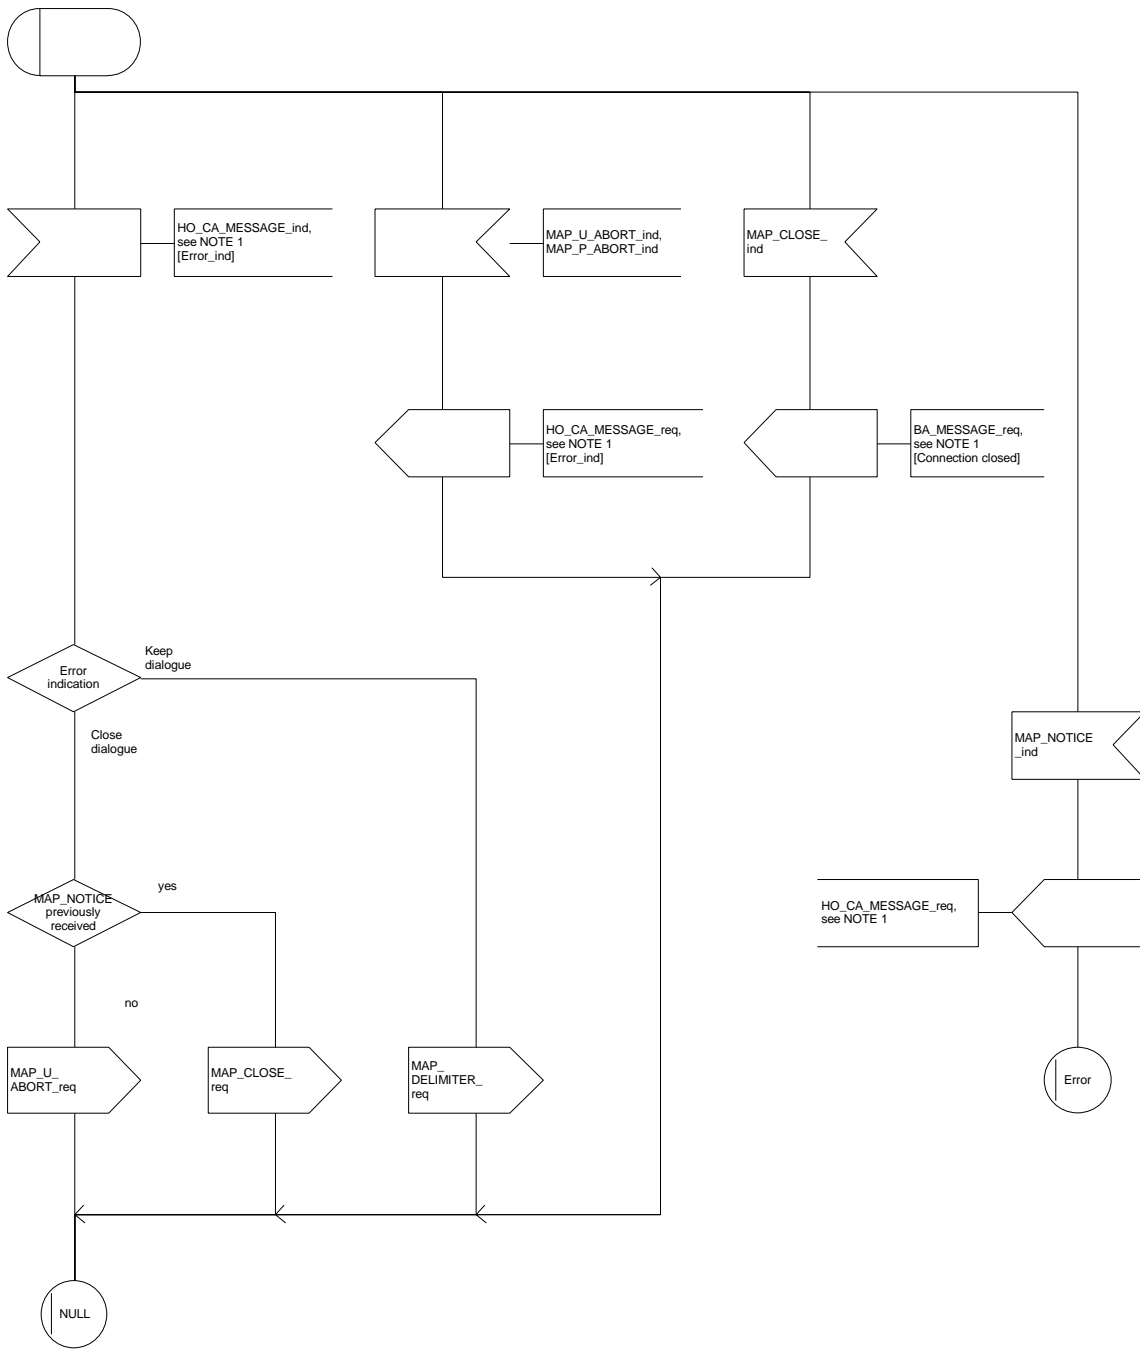 HO_CA_MESSAGE_ind,
see NOTE 1
[Error_ind]
MAP_U_ABORT_ind,
MAP_P_ABORT_ind
MAP_CLOSE_
ind
HO_CA_MESSAGE_req,
see NOTE 1
[Error_ind]
BA_MESSAGE_req,
see NOTE 1
[Connection closed]
Error
indication
Keep
dialogue
Close
dialogue
MAP_NOTICE
_ind
MAP_NOTICE
previously
received
yes
no
HO_CA_MESSAGE_req,
see NOTE 1
MAP_U_
ABORT_req
MAP_CLOSE_
req
MAP_
DELIMITER_
req
Error
NULL